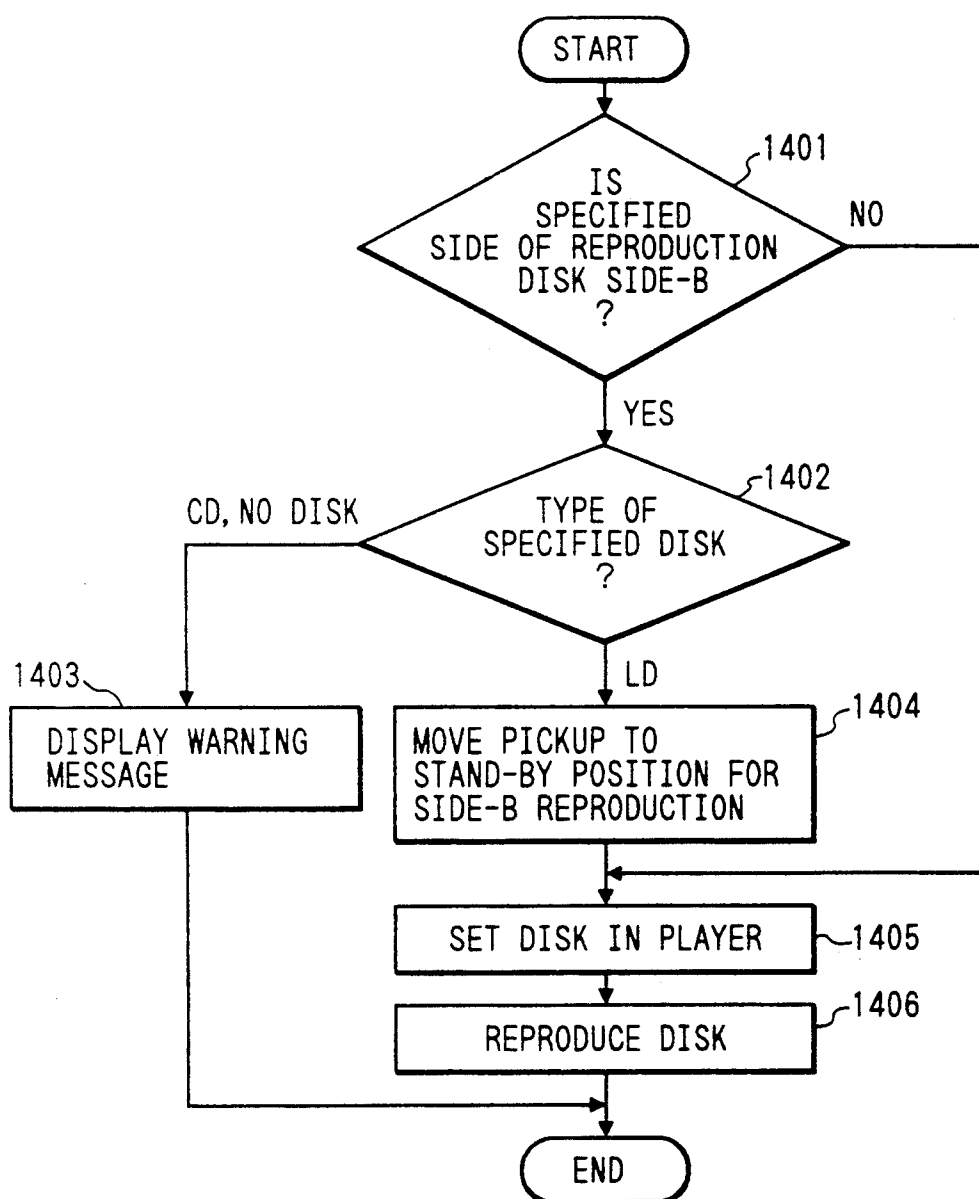 START
1401
IS
SPECIFIED
SIDE OF REPRODUCTION
DISK SIDE-B
?
NO
YES
1402
CD, NO DISK
TYPE OF
SPECIFIED DISK
?
LD
1403
DISPLAY WARNING
MESSAGE
1404
MOVE PICKUP TO
STAND-BY POSITION FOR
SIDE-B REPRODUCTION
SET DISK IN PLAYER
1405
REPRODUCE DISK
1406
END